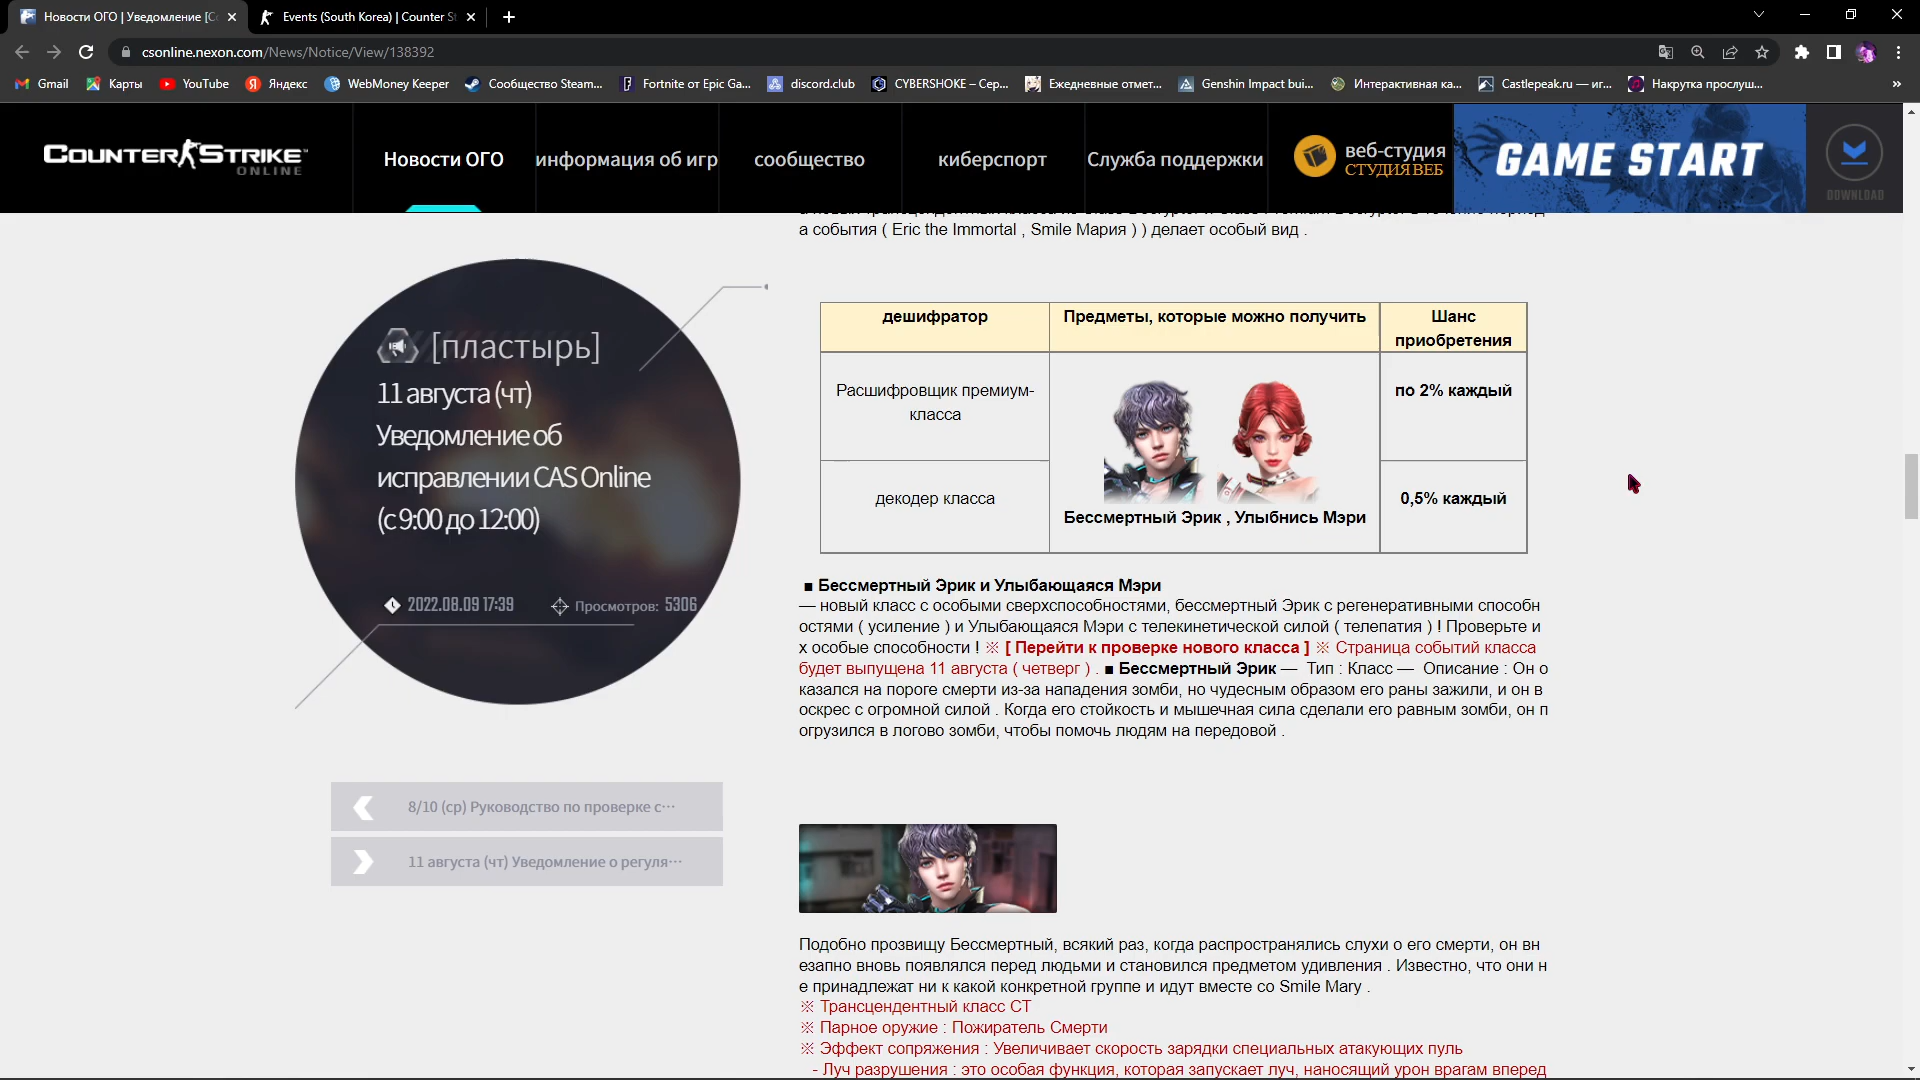 Новости ОГО | Уведомление [Co
Events (South Korea) | Counter St
csonline.nexon.com/News/Notice/View/138392
Gmail
Карты
YouTube
Яндекс
WebMoney Keeper
Сообщество Steam...
Fortnite от Epic Ga...
discord.club
CYBERSHOKE – Сер...
Ежедневные отмет...
Genshin Impact bui...
Интерактивная ка...
Castlepeak.ru — иг...
Накрутка прослуш...
COUNTER STRIKE
ONLINE
Новости ОГО
информация об игр
сообщество
киберспорт
Служба поддержки
веб-студия
СТУДИЯ ВЕБ
GAME START
DOWNLOAD
а события ( Eric the Immortal , Smile Мария ) ) делает особый вид .
[пластырь]
11 августа (чт)
Уведомление об
исправлении CAS Online
(с 9:00 до 12:00)
2022.08.09 17:39
Просмотров: 5306
8/10 (ср) Руководство по проверке с···
11 августа (чт) Уведомление о регуля···
дешифратор
Предметы, которые можно получить
Шанс
приобретения
Расшифровщик премиум-
класса
по 2% каждый
декодер класса
Бессмертный Эрик , Улыбнись Мэри
0,5% каждый
■ Бессмертный Эрик и Улыбающаяся Мэри
— новый класс с особыми сверхспособностями, бессмертный Эрик с регенеративными способн
остями ( усиление ) и Улыбающаяся Мэри с телекинетической силой ( телепатия ) ! Проверьте и
х особые способности ! ※ [ Перейти к проверке нового класса ] ※ Страница событий класса
будет выпущена 11 августа ( четверг ) . ■ Бессмертный Эрик — Тип : Класс — Описание : Он о
казался на пороге смерти из-за нападения зомби, но чудесным образом его раны зажили, и он в
оскрес с огромной силой . Когда его стойкость и мышечная сила сделали его равным зомби, он п
огрузился в логово зомби, чтобы помочь людям на передовой .
Подобно прозвищу Бессмертный, всякий раз, когда распространялись слухи о его смерти, он вн
езапно вновь появлялся перед людьми и становился предметом удивления . Известно, что они н
е принадлежат ни к какой конкретной группе и идут вместе со Smile Mary .
※ Трансцендентный класс СТ
※ Парное оружие : Пожиратель Смерти
※ Эффект сопряжения : Увеличивает скорость зарядки специальных атакующих пуль
- Луч разрушения : это особая функция, которая запускает луч, наносящий урон врагам вперед